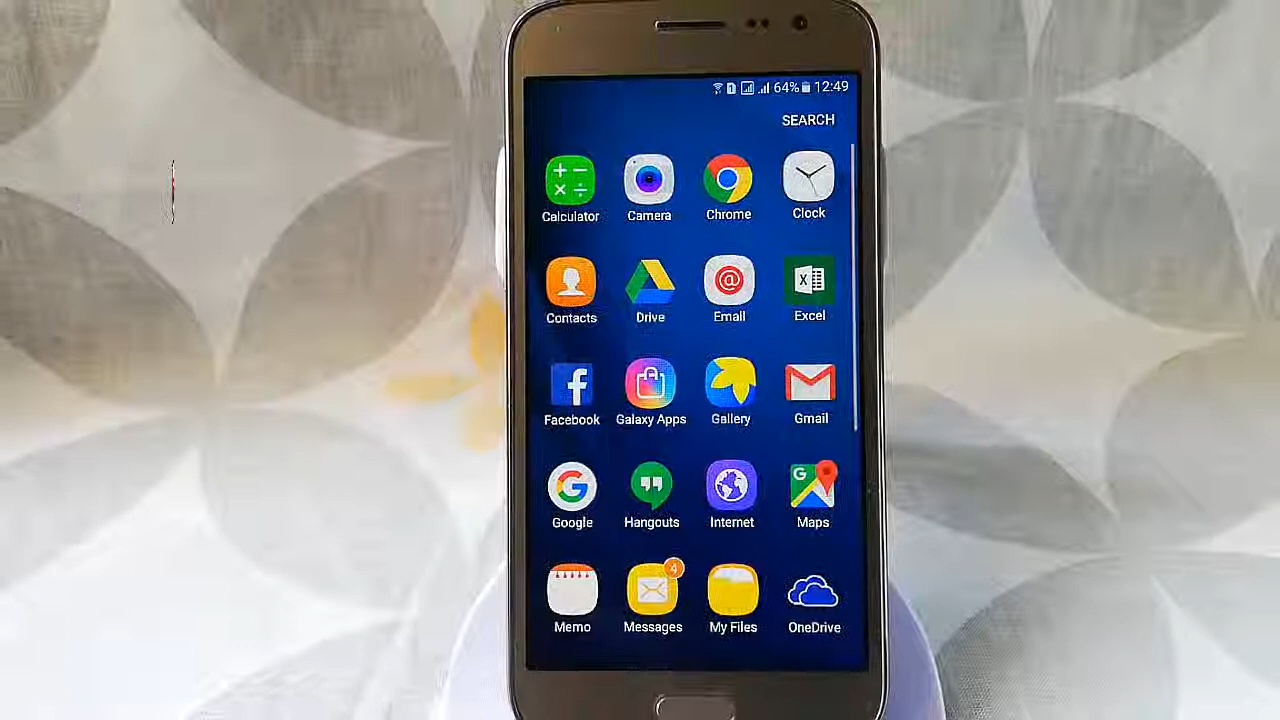 64% 12:49
SEARCH
Calculator Camera Chrome Clock
Contacts Drive Email Excel
Facebook Galaxy Apps Gallery Gmail
Google Hangouts Internet Maps
4
Memo Messages My Files OneDrive